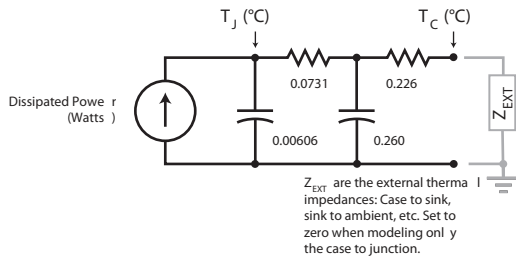 T_J (°C)
T_C (°C)
0.0731
0.226
Dissipated Powe r
(Watts )
Z_EXT
0.00606
0.260
Z_EXT are the external therma l
impedances: Case to sink,
sink to ambient, etc. Set to
zero when modeling onl y
the case to junction.